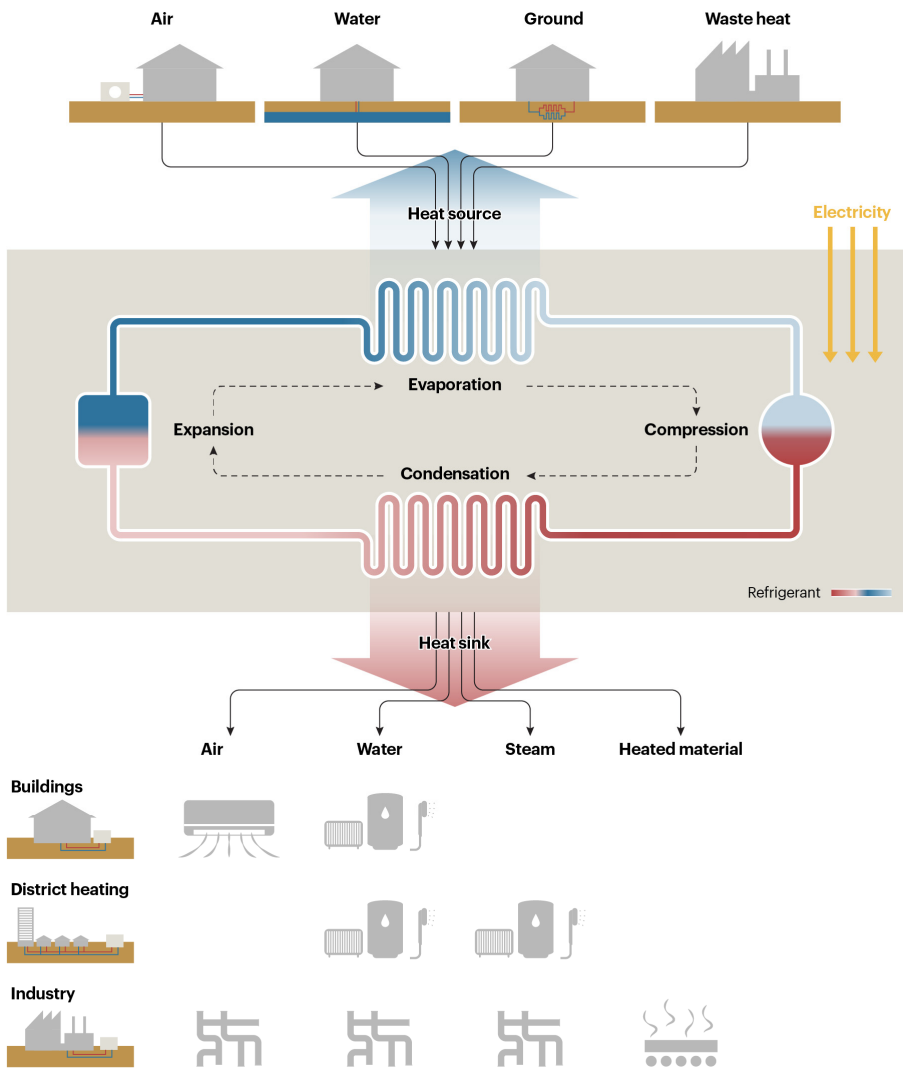 Air
Water
Ground
Waste heat
Heat source
Electricity
Evaporation
Expansion
Compression
Condensation
Refrigerant
Heat sink
Air
Water
Steam
Heated material
Buildings
District heating
Industry